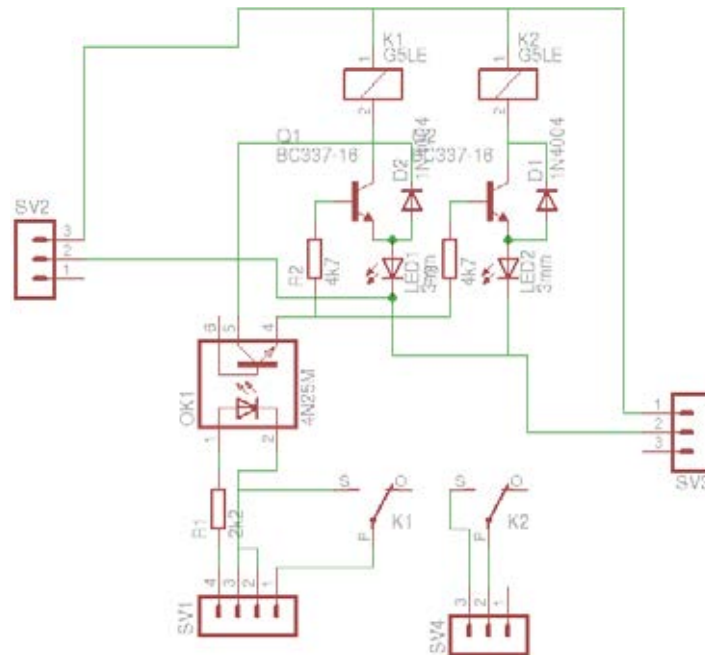 K1
G5LE
K2
G5LE
1
1
2
2
Q1
BC337-16
BC337-16
D2
1N4004
D1
1N4004
SV2
3
2
1
R2
4k7
LED1
3mm
4k7
LED2
3mm
6
5
4
OK1
4N25M
1
2
1
2
3
SV3
S
O
S
O
P
K1
P
K2
R1
2k2
4
3
2
1
SV1
3
2
1
SV4